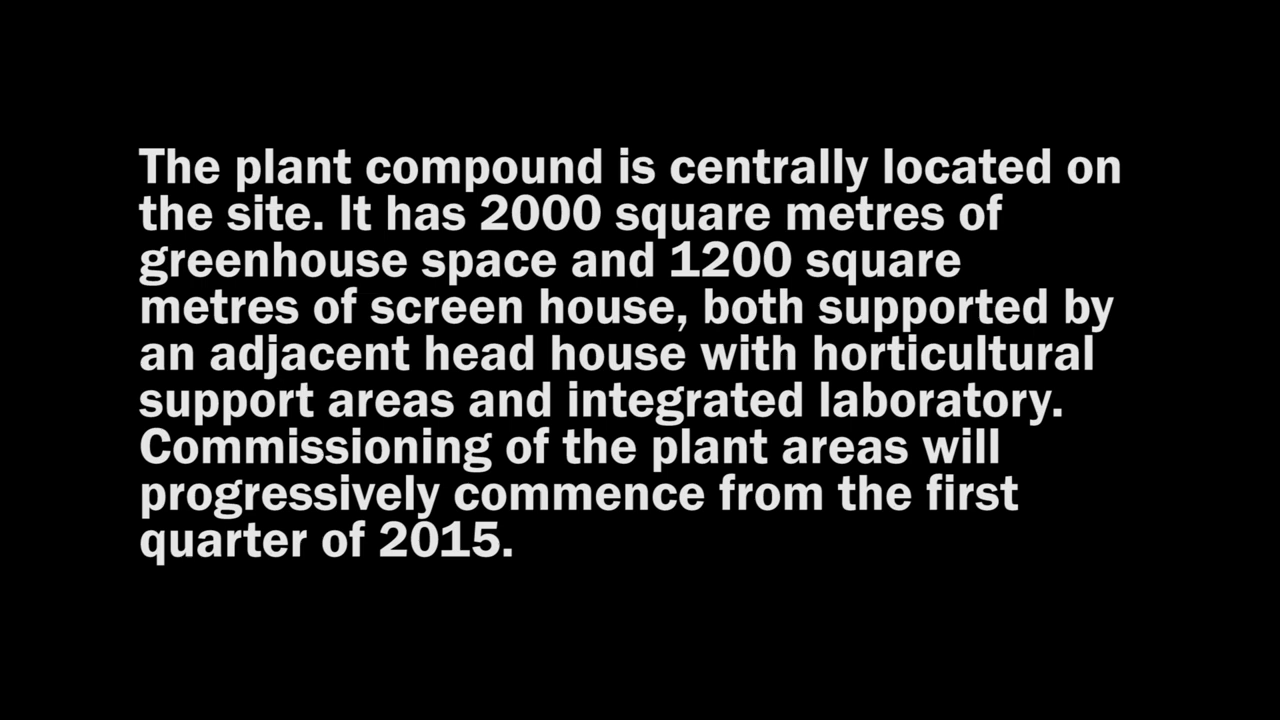 The plant compound is centrally located on
the site. It has 2000 square metres of
greenhouse space and 1200 square
metres of screen house, both supported by
an adjacent head house with horticultural
support areas and integrated laboratory.
Commissioning of the plant areas will
progressively commence from the first
quarter of 2015.